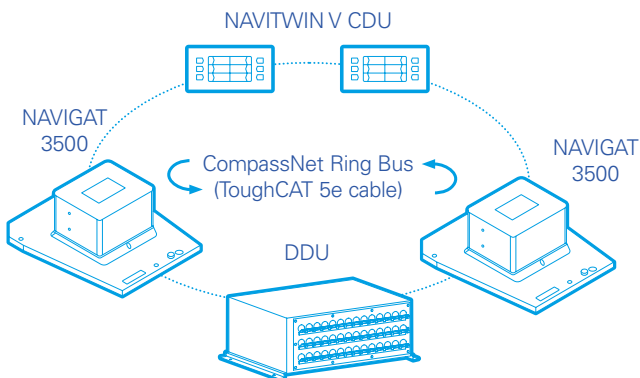 NAVITWIN V CDU
NAVIGAT
3500
CompassNet Ring Bus
(ToughCAT 5e cable)
NAVIGAT
3500
DDU